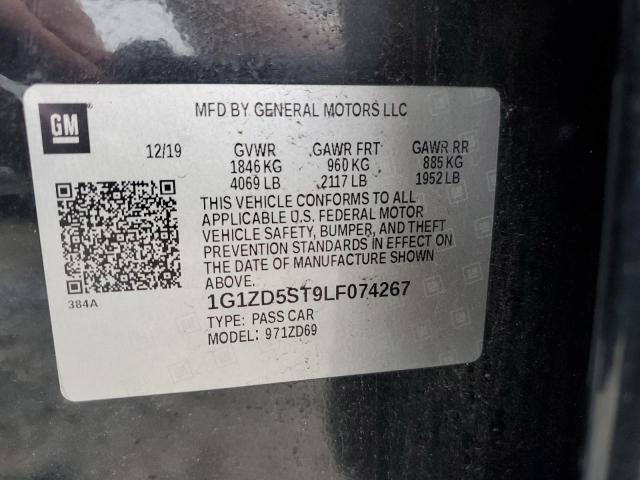 GM
MFD BY GENERAL MOTORS LLC
12/19 GVWR GAWR FRT GAWR RR
1846 KG 960 KG 885 KG
4069 LB 2117 LB 1952 LB
THIS VEHICLE CONFORMS TO ALL
APPLICABLE U.S. FEDERAL MOTOR
VEHICLE SAFETY, BUMPER, AND THEFT
PREVENTION STANDARDS IN EFFECT ON
THE DATE OF MANUFACTURE SHOWN
ABOVE.
384A
1G1ZD5ST9LF074267
TYPE: PASS CAR
MODEL: 971ZD69